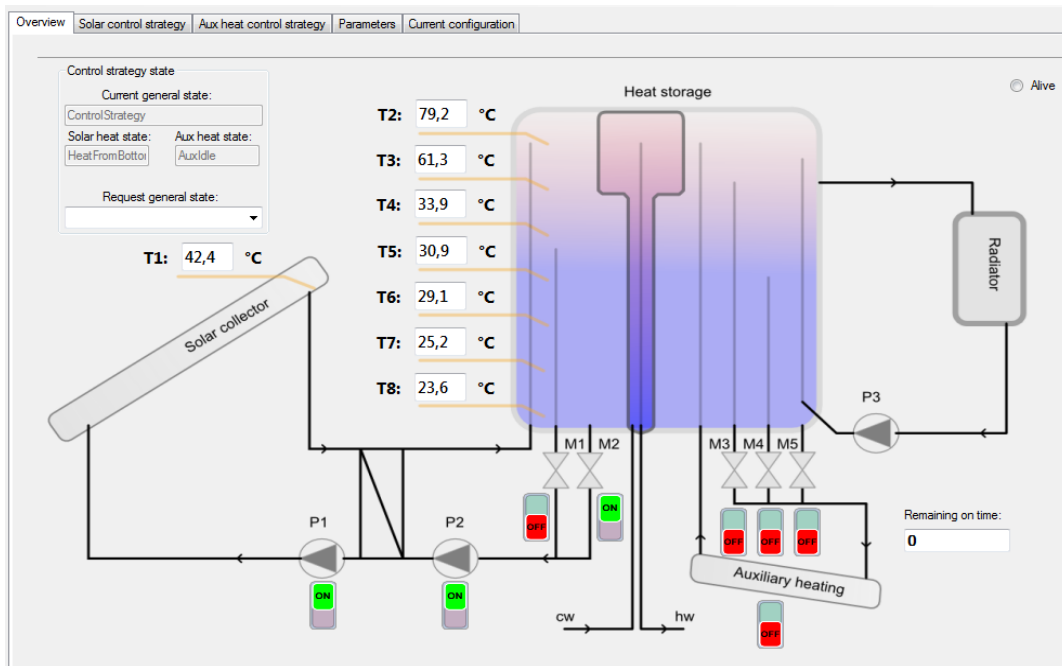 Overview Solar control strategy Aux heat control strategy Parameters Current configuration
Control strategy state
Current general state:
ControlStrategy
Solar heat state: Aux heat state:
HeatFromBottor AuxIdle
Request general state:
Alive
Heat storage
T1: 42,4 °C
T2: 79,2 °C
T3: 61,3 °C
T4: 33,9 °C
T5: 30,9 °C
T6: 29,1 °C
T7: 25,2 °C
T8: 23,6 °C
Solar collector
Radiator
P3
M1 M2
M3 M4 M5
OFF ON
OFF OFF OFF
Remaining on time:
0
P1 P2
ON ON
Auxiliary heating
OFF
cw hw